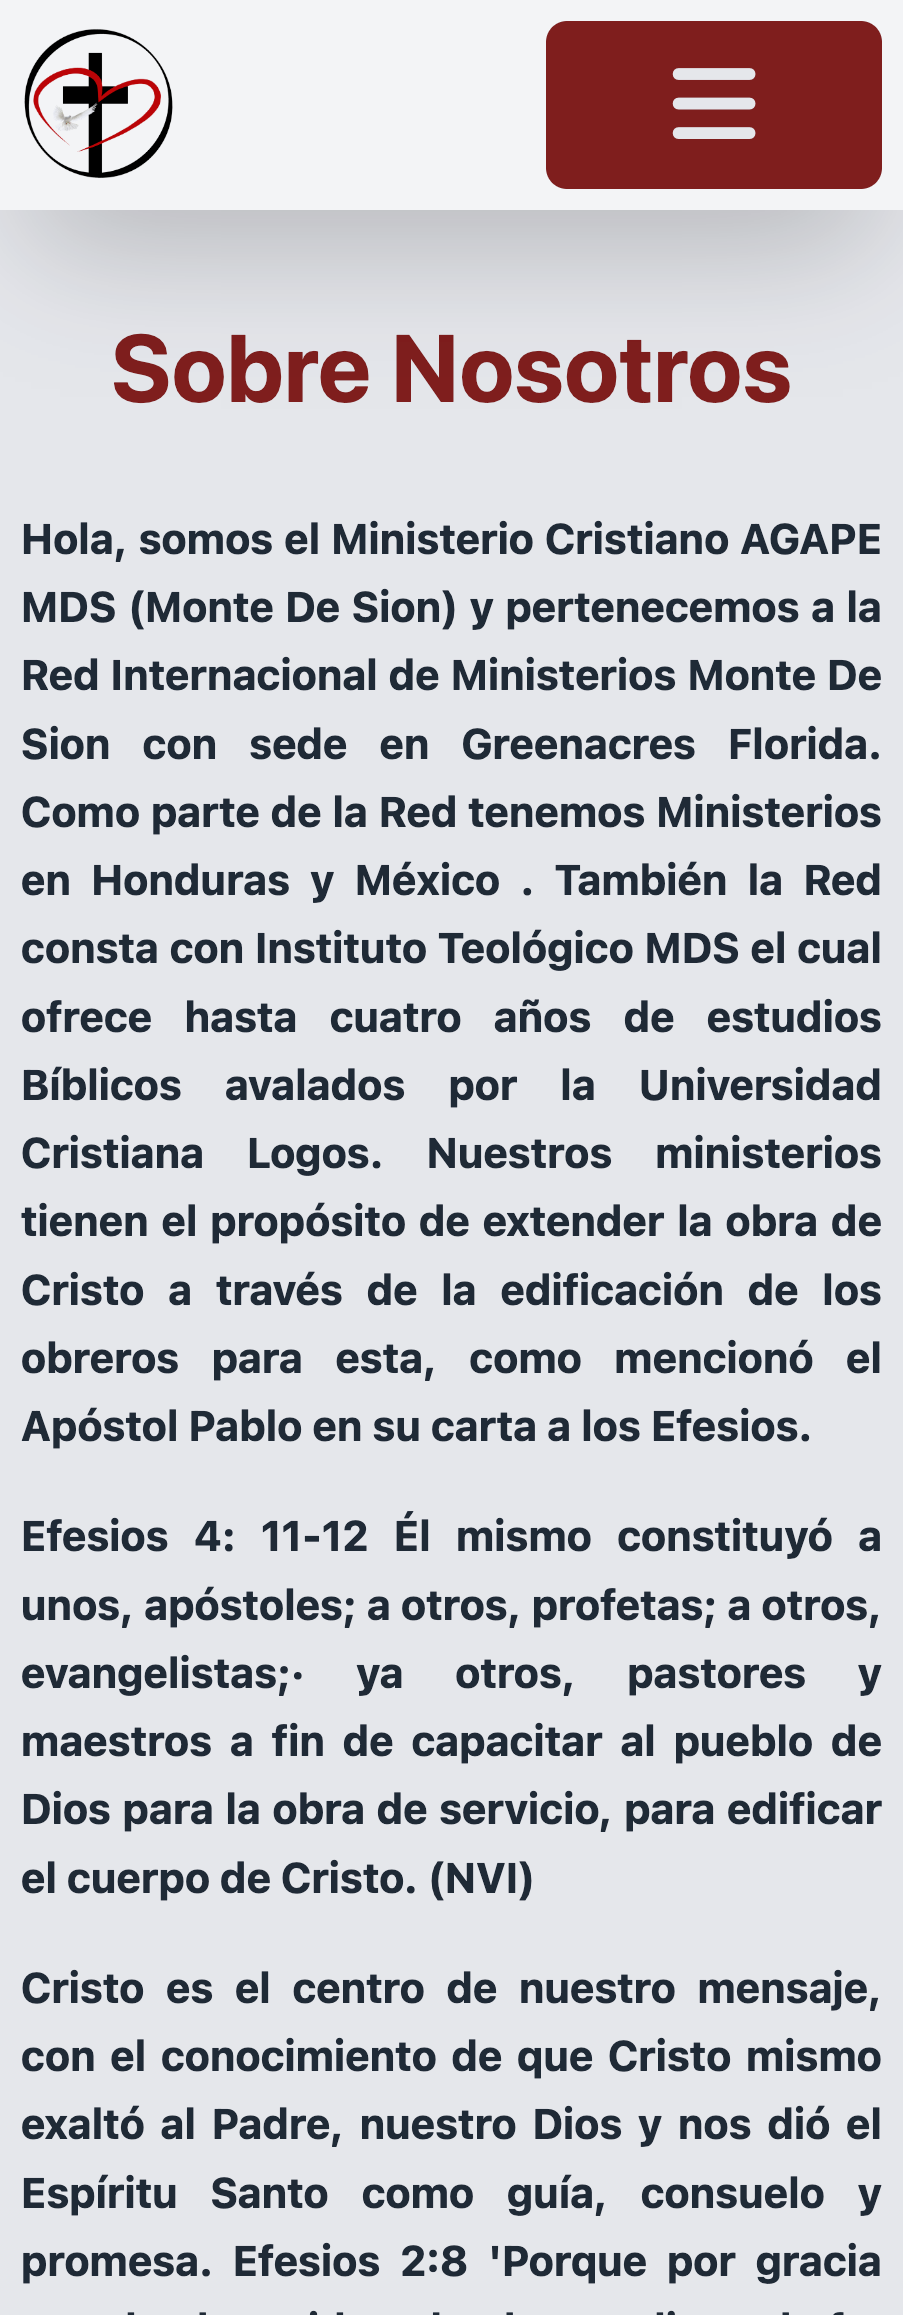 Sobre Nosotros
Hola, somos el Ministerio Cristiano AGAPE
MDS (Monte De Sion) y pertenecemos a la
Red Internacional de Ministerios Monte De
Sion con sede en Greenacres Florida.
Como parte de la Red tenemos Ministerios
en Honduras y México . También la Red
consta con Instituto Teológico MDS el cual
ofrece hasta cuatro años de estudios
Bíblicos avalados por la Universidad
Cristiana Logos. Nuestros ministerios
tienen el propósito de extender la obra de
Cristo a través de la edificación de los
obreros para esta, como mencionó el
Apóstol Pablo en su carta a los Efesios.
Efesios 4: 11-12 Él mismo constituyó a
unos, apóstoles; a otros, profetas; a otros,
evangelistas;· ya otros, pastores y
maestros a fin de capacitar al pueblo de
Dios para la obra de servicio, para edificar
el cuerpo de Cristo. (NVI)
Cristo es el centro de nuestro mensaje,
con el conocimiento de que Cristo mismo
exaltó al Padre, nuestro Dios y nos dió el
Espíritu Santo como guía, consuelo y
promesa. Efesios 2:8 'Porque por gracia